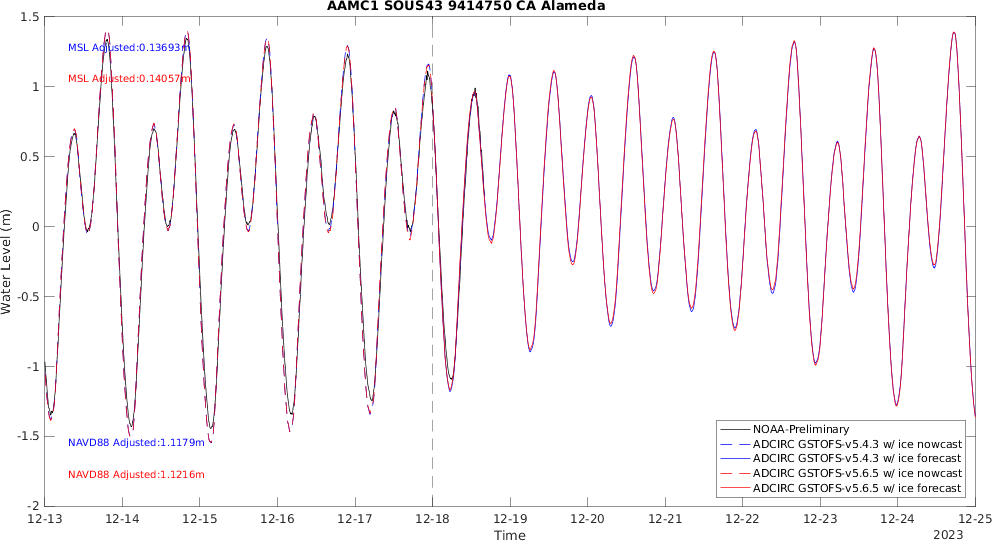 AAMC1 SOUS43 9414750 CA Alameda
1.5
1
0.5
0
-0.5
-1
-1.5
-2
Water Level (m)
MSL Adjusted:0.13693m
MSL Adjusted:0.14057m
NAVD88 Adjusted:1.1179m
NAVD88 Adjusted:1.1216m
NOAA-Preliminary
ADCIRC GSTOFS-v5.4.3 w/ ice nowcast
ADCIRC GSTOFS-v5.4.3 w/ ice forecast
ADCIRC GSTOFS-v5.6.5 w/ ice nowcast
ADCIRC GSTOFS-v5.6.5 w/ ice forecast
12-13 12-14 12-15 12-16 12-17 12-18 12-19 12-20 12-21 12-22 12-23 12-24 12-25
Time
2023